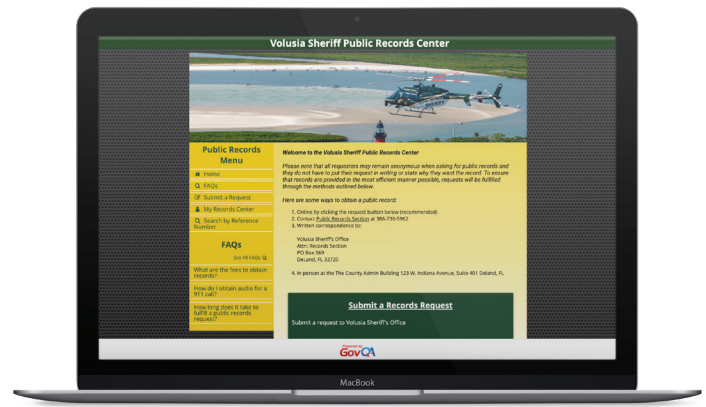 Volusia Sheriff Public Records Center
Public Records
Menu
Home
FAQs
Submit a Request
My Records Center
Search by Reference
Number
FAQs
See All FAQs
What are the fees to obtain
records?
How do I obtain audio for a
911 call?
How long does it take to
fulfill a public records
request?
Welcome to the Volusia Sheriff Public Records Center
Please note that all requesters may remain anonymous when asking for public records and
they do not have to put their request in writing or state why they want the record. To ensure
that records are provided in the most efficient manner possible, requests will be fulfilled
through the methods outlined below.
Here are some ways to obtain a public record:
1. Online by clicking the request button below (recommended)
2. Contact Public Records Section at 386-736-5962
3. Written correspondence to:
Volusia Sheriff's Office
Attn: Records Section
PO Box 569
DeLand, FL 32720
4. In person at the The County Admin Building 123 W. Indiana Avenue, Suite 401 Deland, FL
Submit a Records Request
Submit a request to Volusia Sheriff's Office
Powered by
GovQA
MacBook